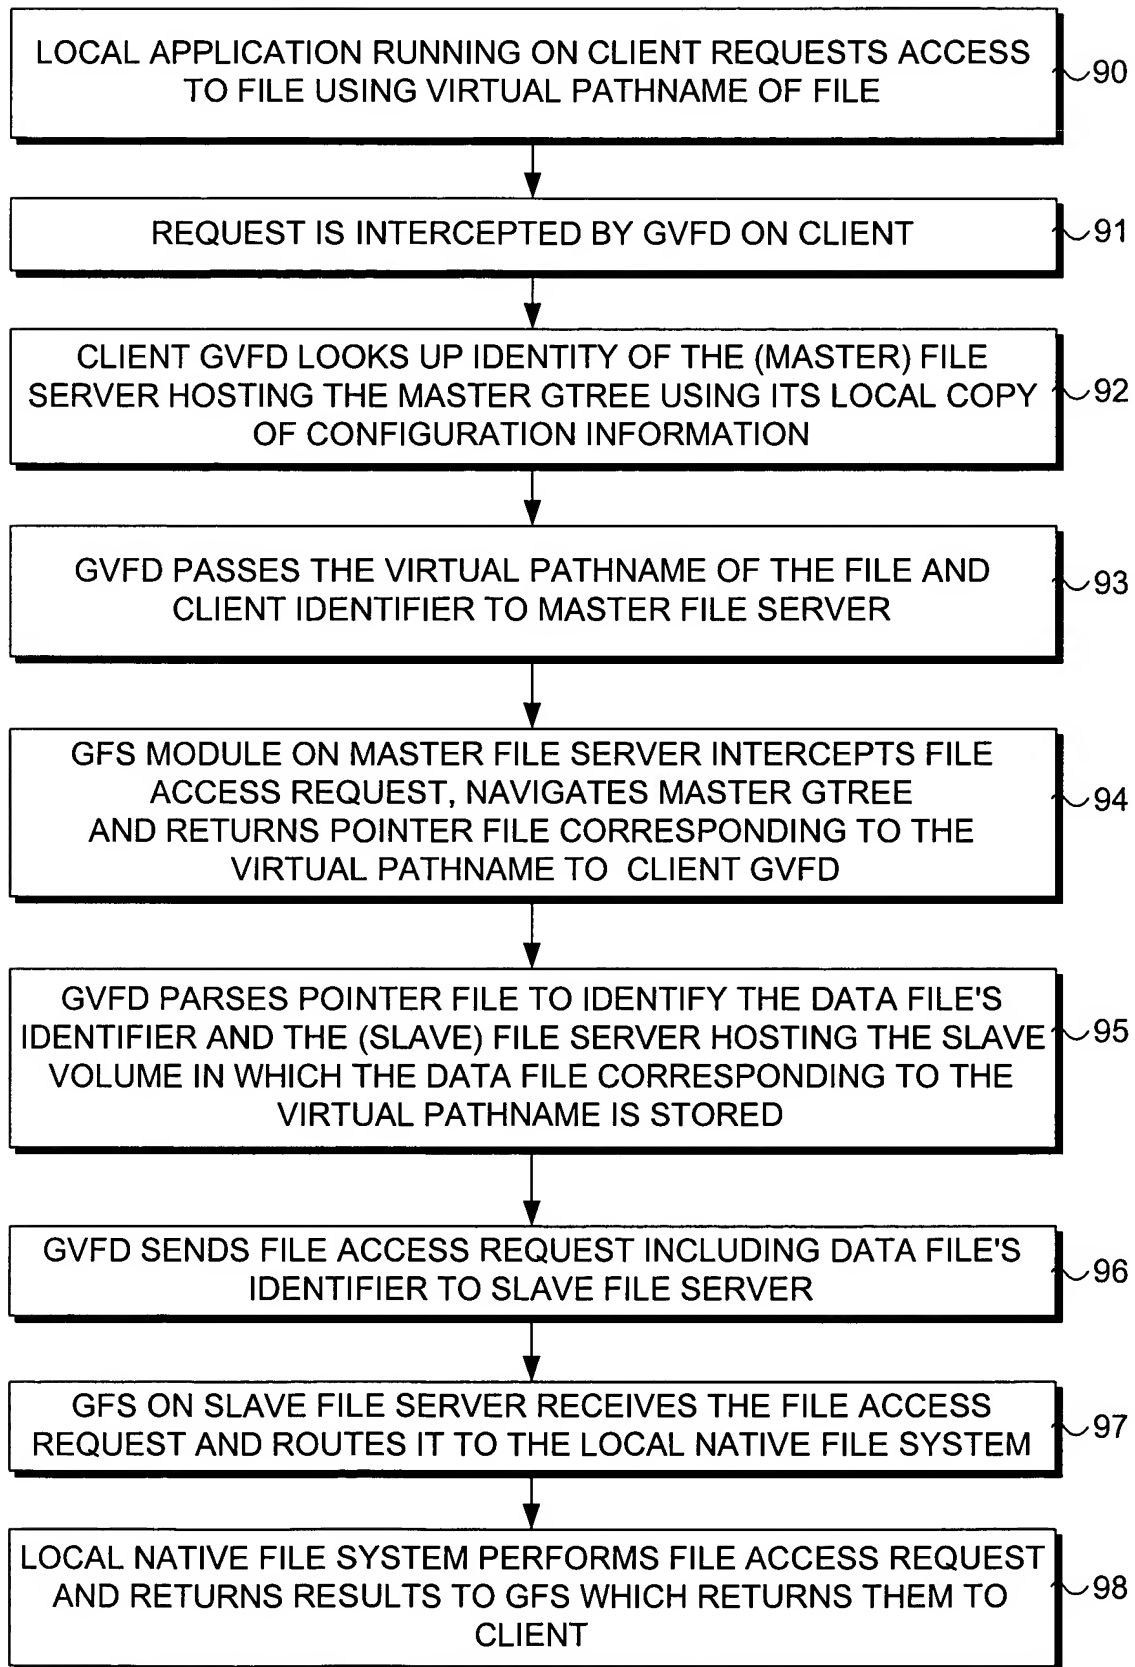 LOCAL APPLICATION RUNNING ON CLIENT REQUESTS ACCESS
TO FILE USING VIRTUAL PATHNAME OF FILE
90
REQUEST IS INTERCEPTED BY GVFD ON CLIENT
91
CLIENT GVFD LOOKS UP IDENTITY OF THE (MASTER) FILE
SERVER HOSTING THE MASTER GTREE USING ITS LOCAL COPY
OF CONFIGURATION INFORMATION
92
GVFD PASSES THE VIRTUAL PATHNAME OF THE FILE AND
CLIENT IDENTIFIER TO MASTER FILE SERVER
93
GFS MODULE ON MASTER FILE SERVER INTERCEPTS FILE
ACCESS REQUEST, NAVIGATES MASTER GTREE
AND RETURNS POINTER FILE CORRESPONDING TO THE
VIRTUAL PATHNAME TO CLIENT GVFD
94
GVFD PARSES POINTER FILE TO IDENTIFY THE DATA FILE'S
IDENTIFIER AND THE (SLAVE) FILE SERVER HOSTING THE SLAVE
VOLUME IN WHICH THE DATA FILE CORRESPONDING TO THE
VIRTUAL PATHNAME IS STORED
95
GVFD SENDS FILE ACCESS REQUEST INCLUDING DATA FILE'S
IDENTIFIER TO SLAVE FILE SERVER
96
GFS ON SLAVE FILE SERVER RECEIVES THE FILE ACCESS
REQUEST AND ROUTES IT TO THE LOCAL NATIVE FILE SYSTEM
97
LOCAL NATIVE FILE SYSTEM PERFORMS FILE ACCESS REQUEST
AND RETURNS RESULTS TO GFS WHICH RETURNS THEM TO
CLIENT
98